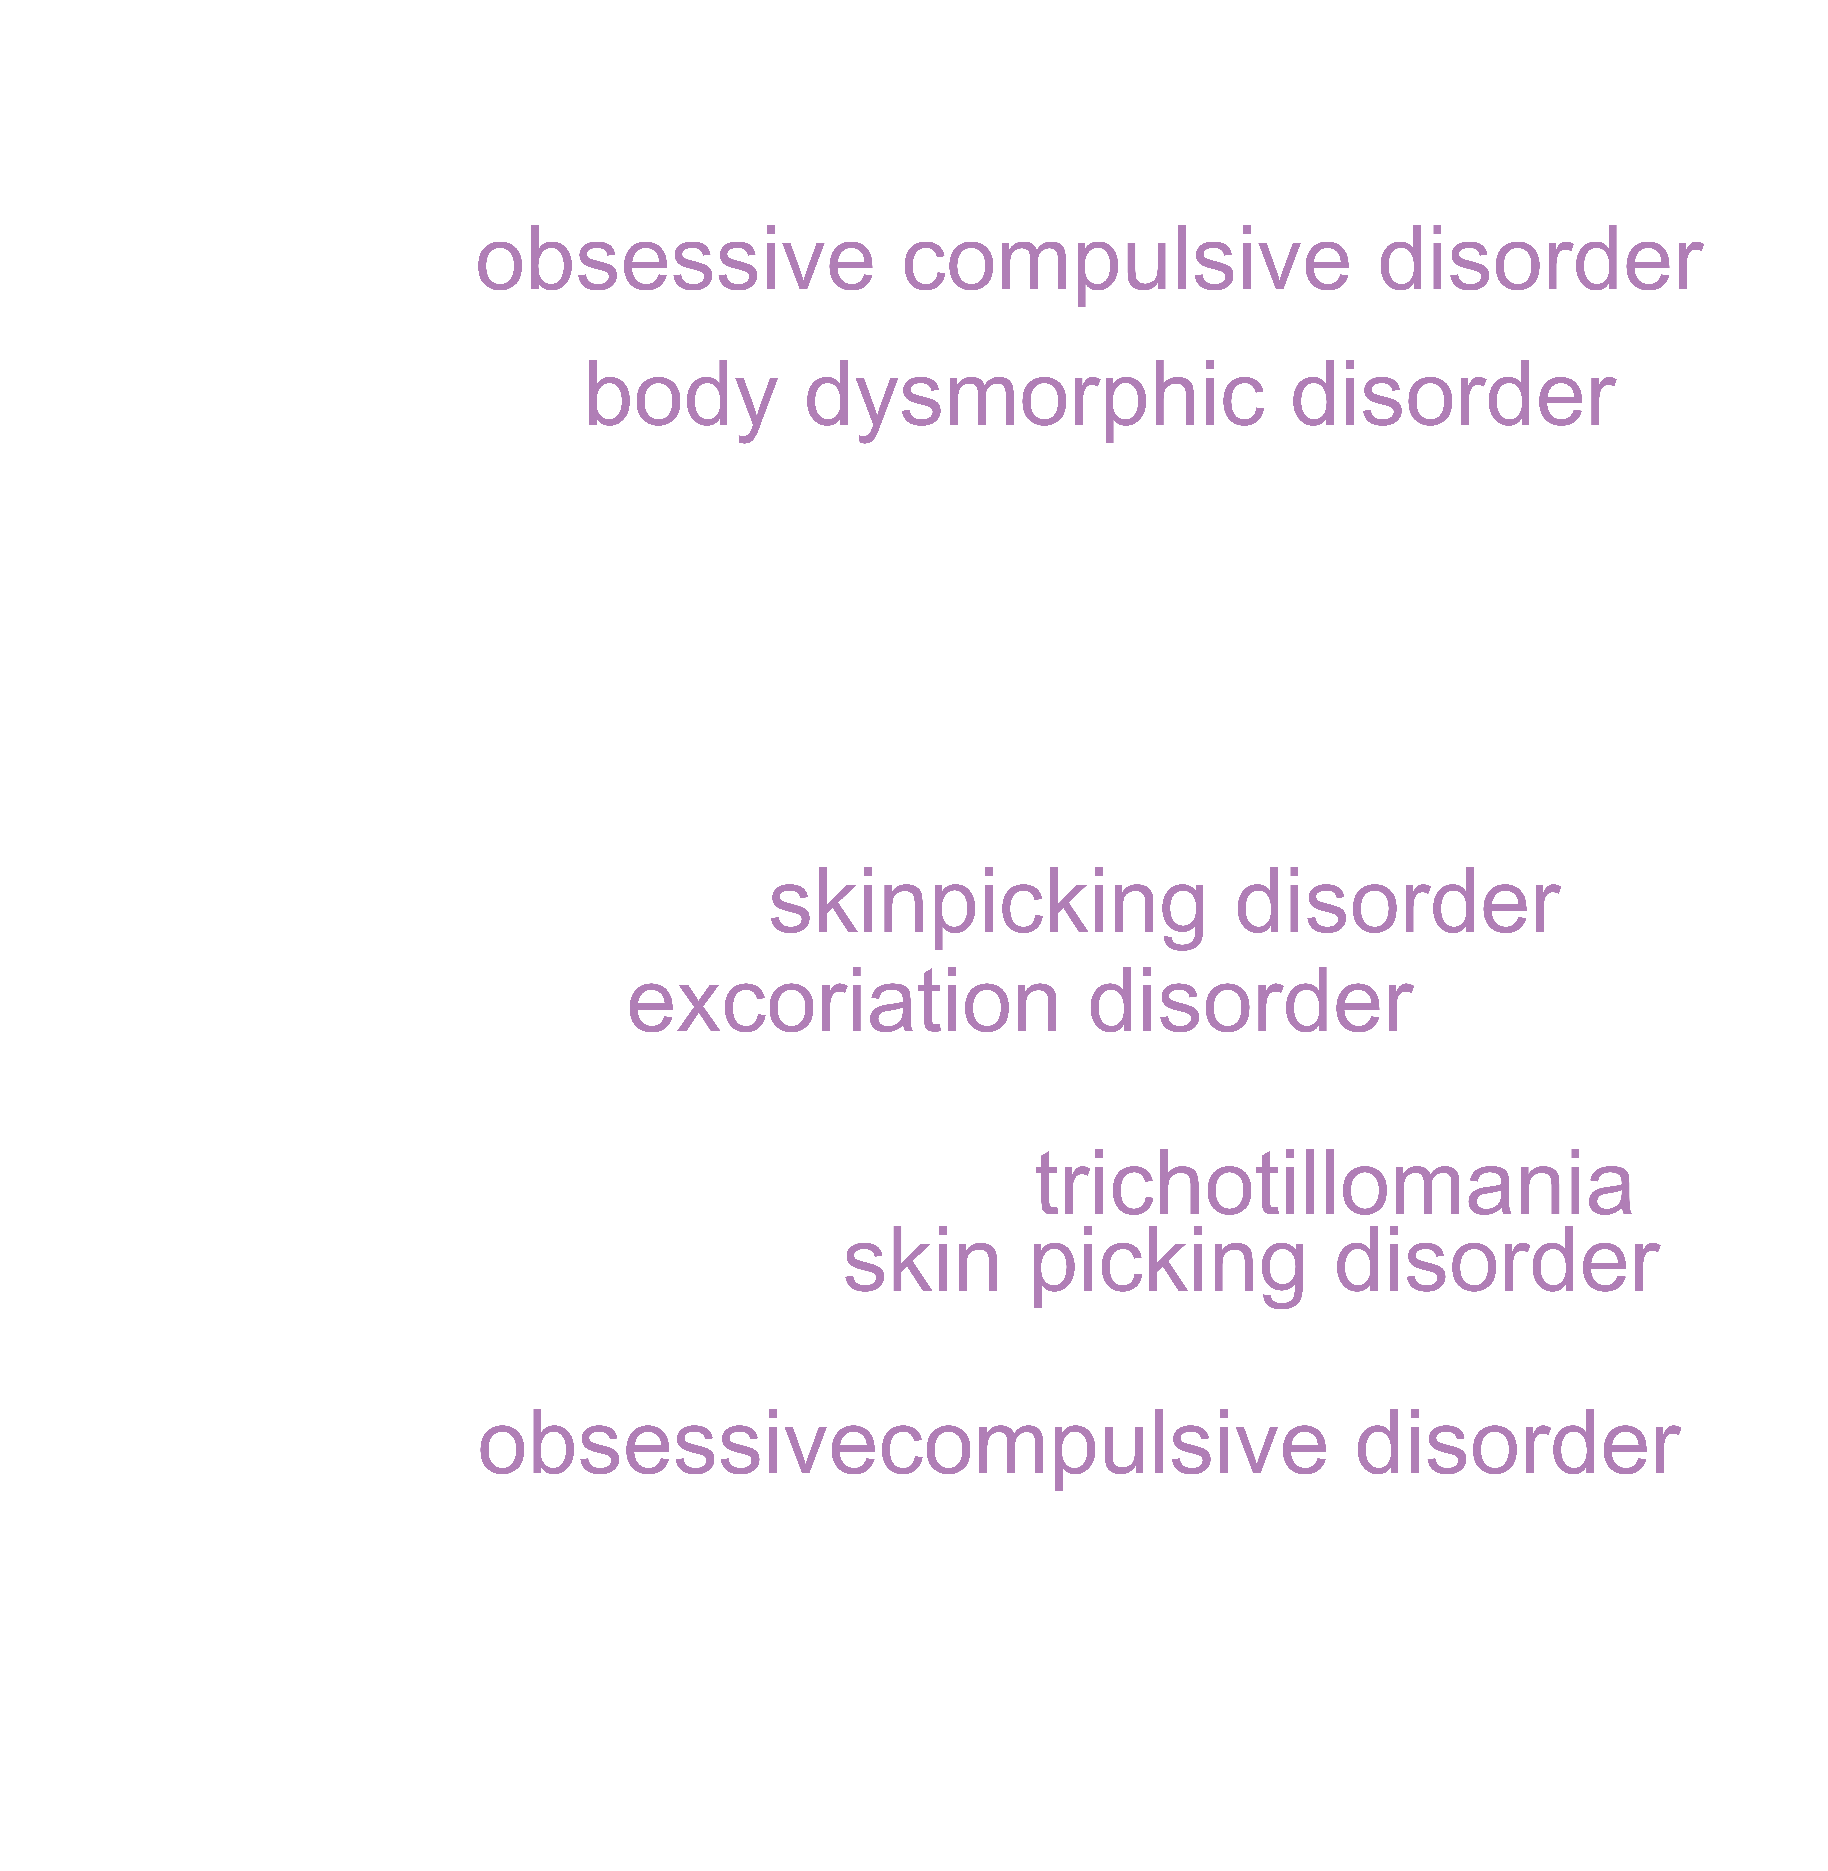 obsessive compulsive disorder
body dysmorphic disorder
skinpicking disorder
excoriation disorder
trichotillomania
skin picking disorder
obsessivecompulsive disorder